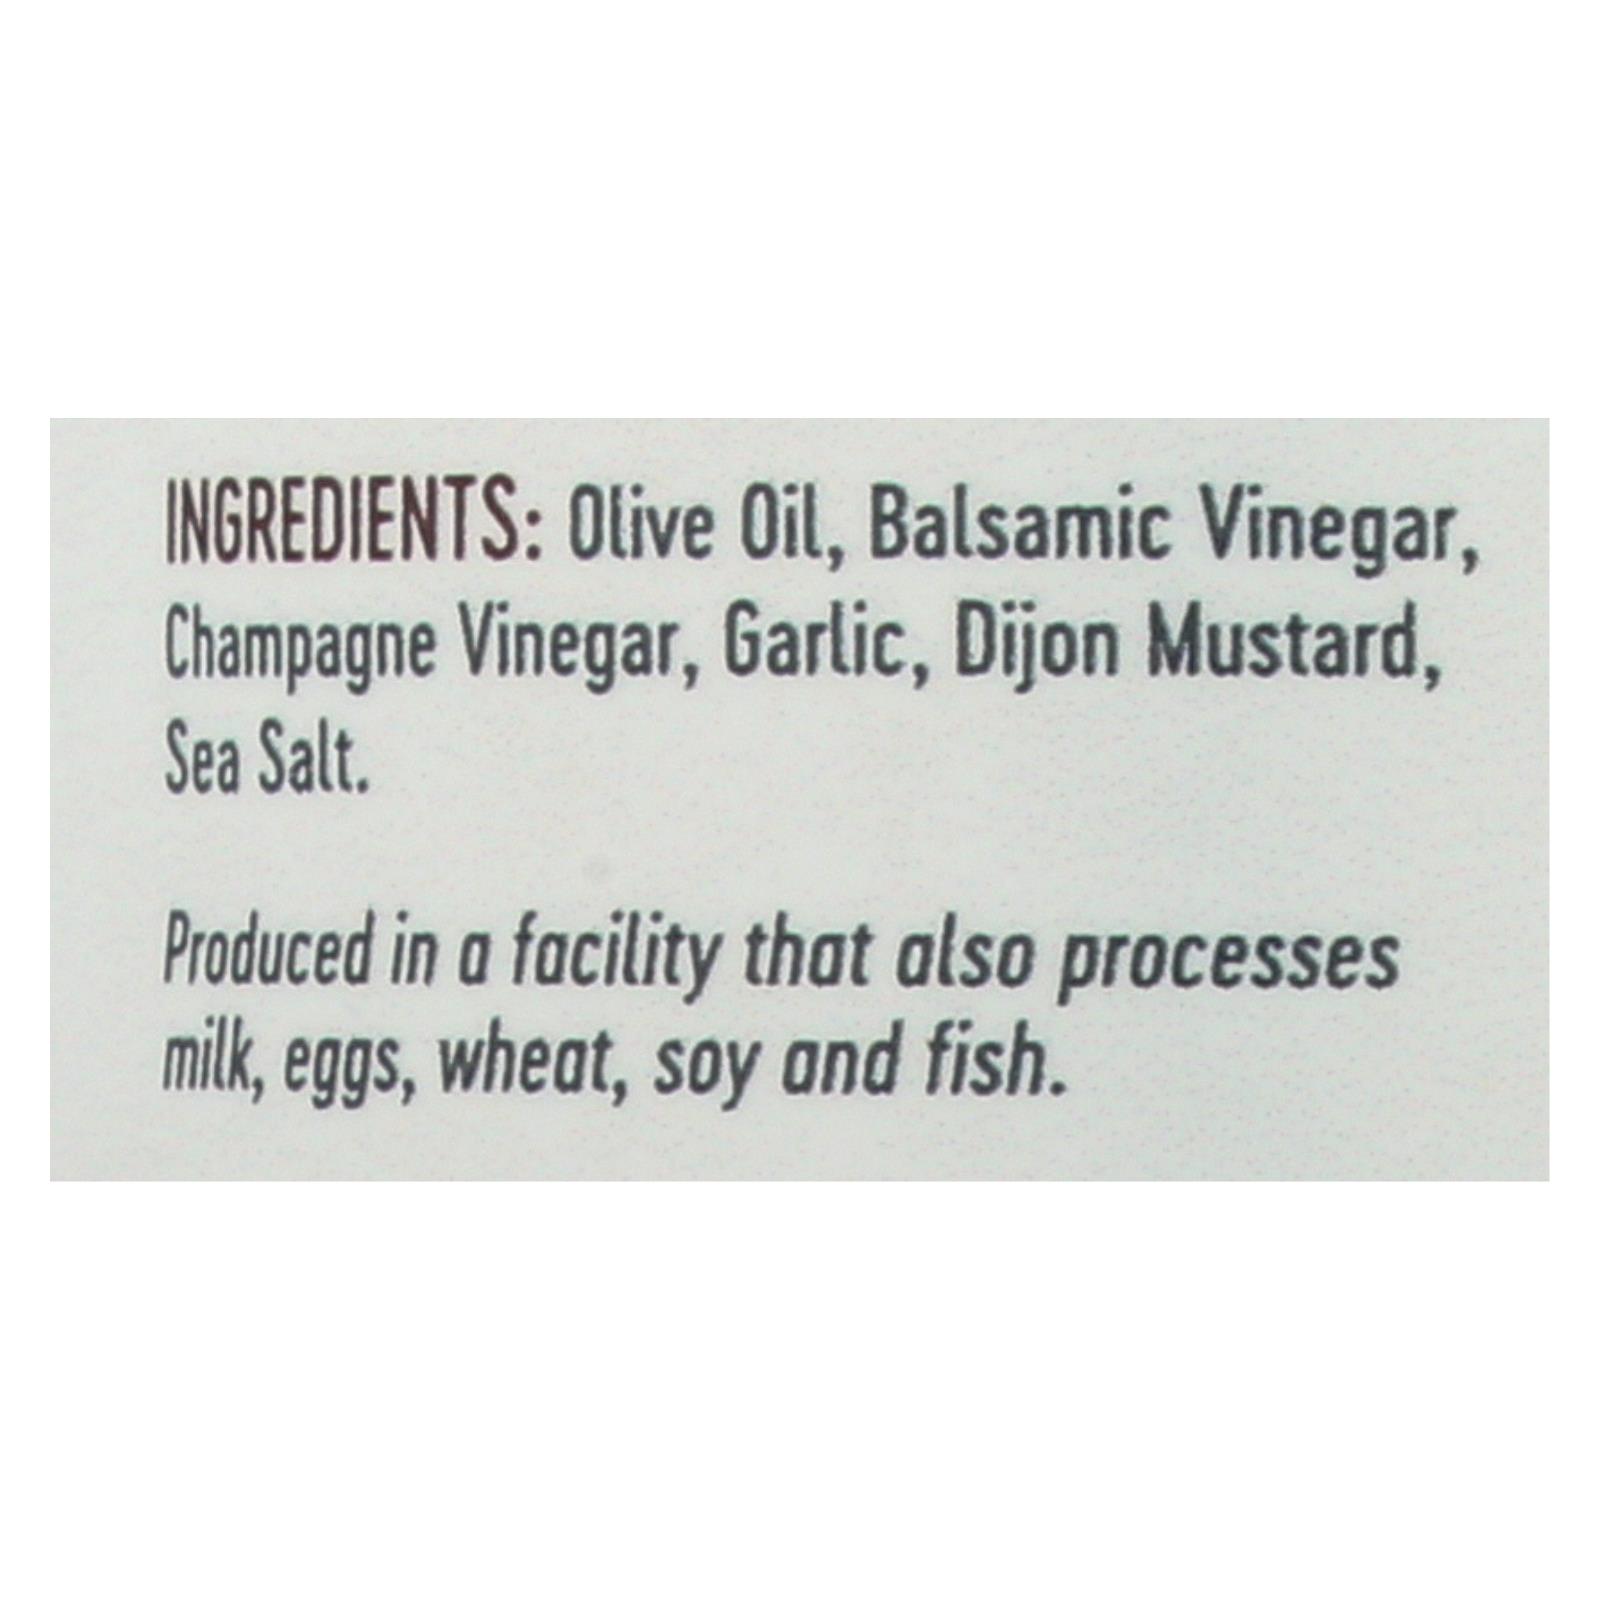 INGREDIENTS: Olive Oil, Balsamic Vinegar,
Champagne Vinegar, Garlic, Dijon Mustard,
Sea Salt.
Produced in a facility that also processes
milk, eggs, wheat, soy and fish.